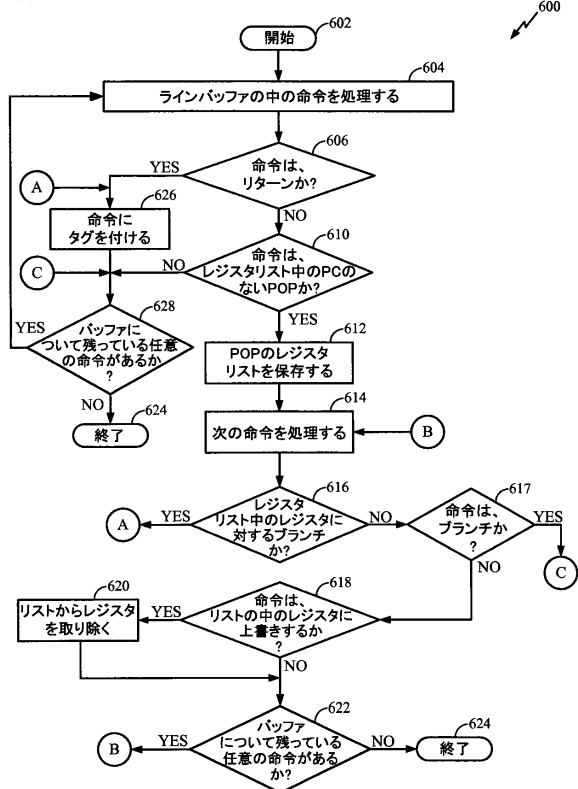 600
602
開始
604
ラインバッファの中の命令を処理する
606
YES
命令は、
リターンか?
A
626
NO
命令に
タグを付ける
610
命令は、
レジスタリスト中のPCの
ないPOPか?
C
NO
628
YES
YES
612
バッファに
ついて残っている任意
の命令があるか
?
POPのレジスタ
リストを保存する
NO
624
614
終了
次の命令を処理する
B
616
617
レジスタ
リスト中のレジスタに
対するブランチ
か?
A
YES
NO
命令は、
ブランチか
?
YES
NO
C
618
620
命令は、
リストの中のレジスタに
上書きするか
?
リストからレジスタ
を取り除く
YES
NO
622
624
バッファ
について残っている
任意の命令がある
か?
B
YES
NO
終了